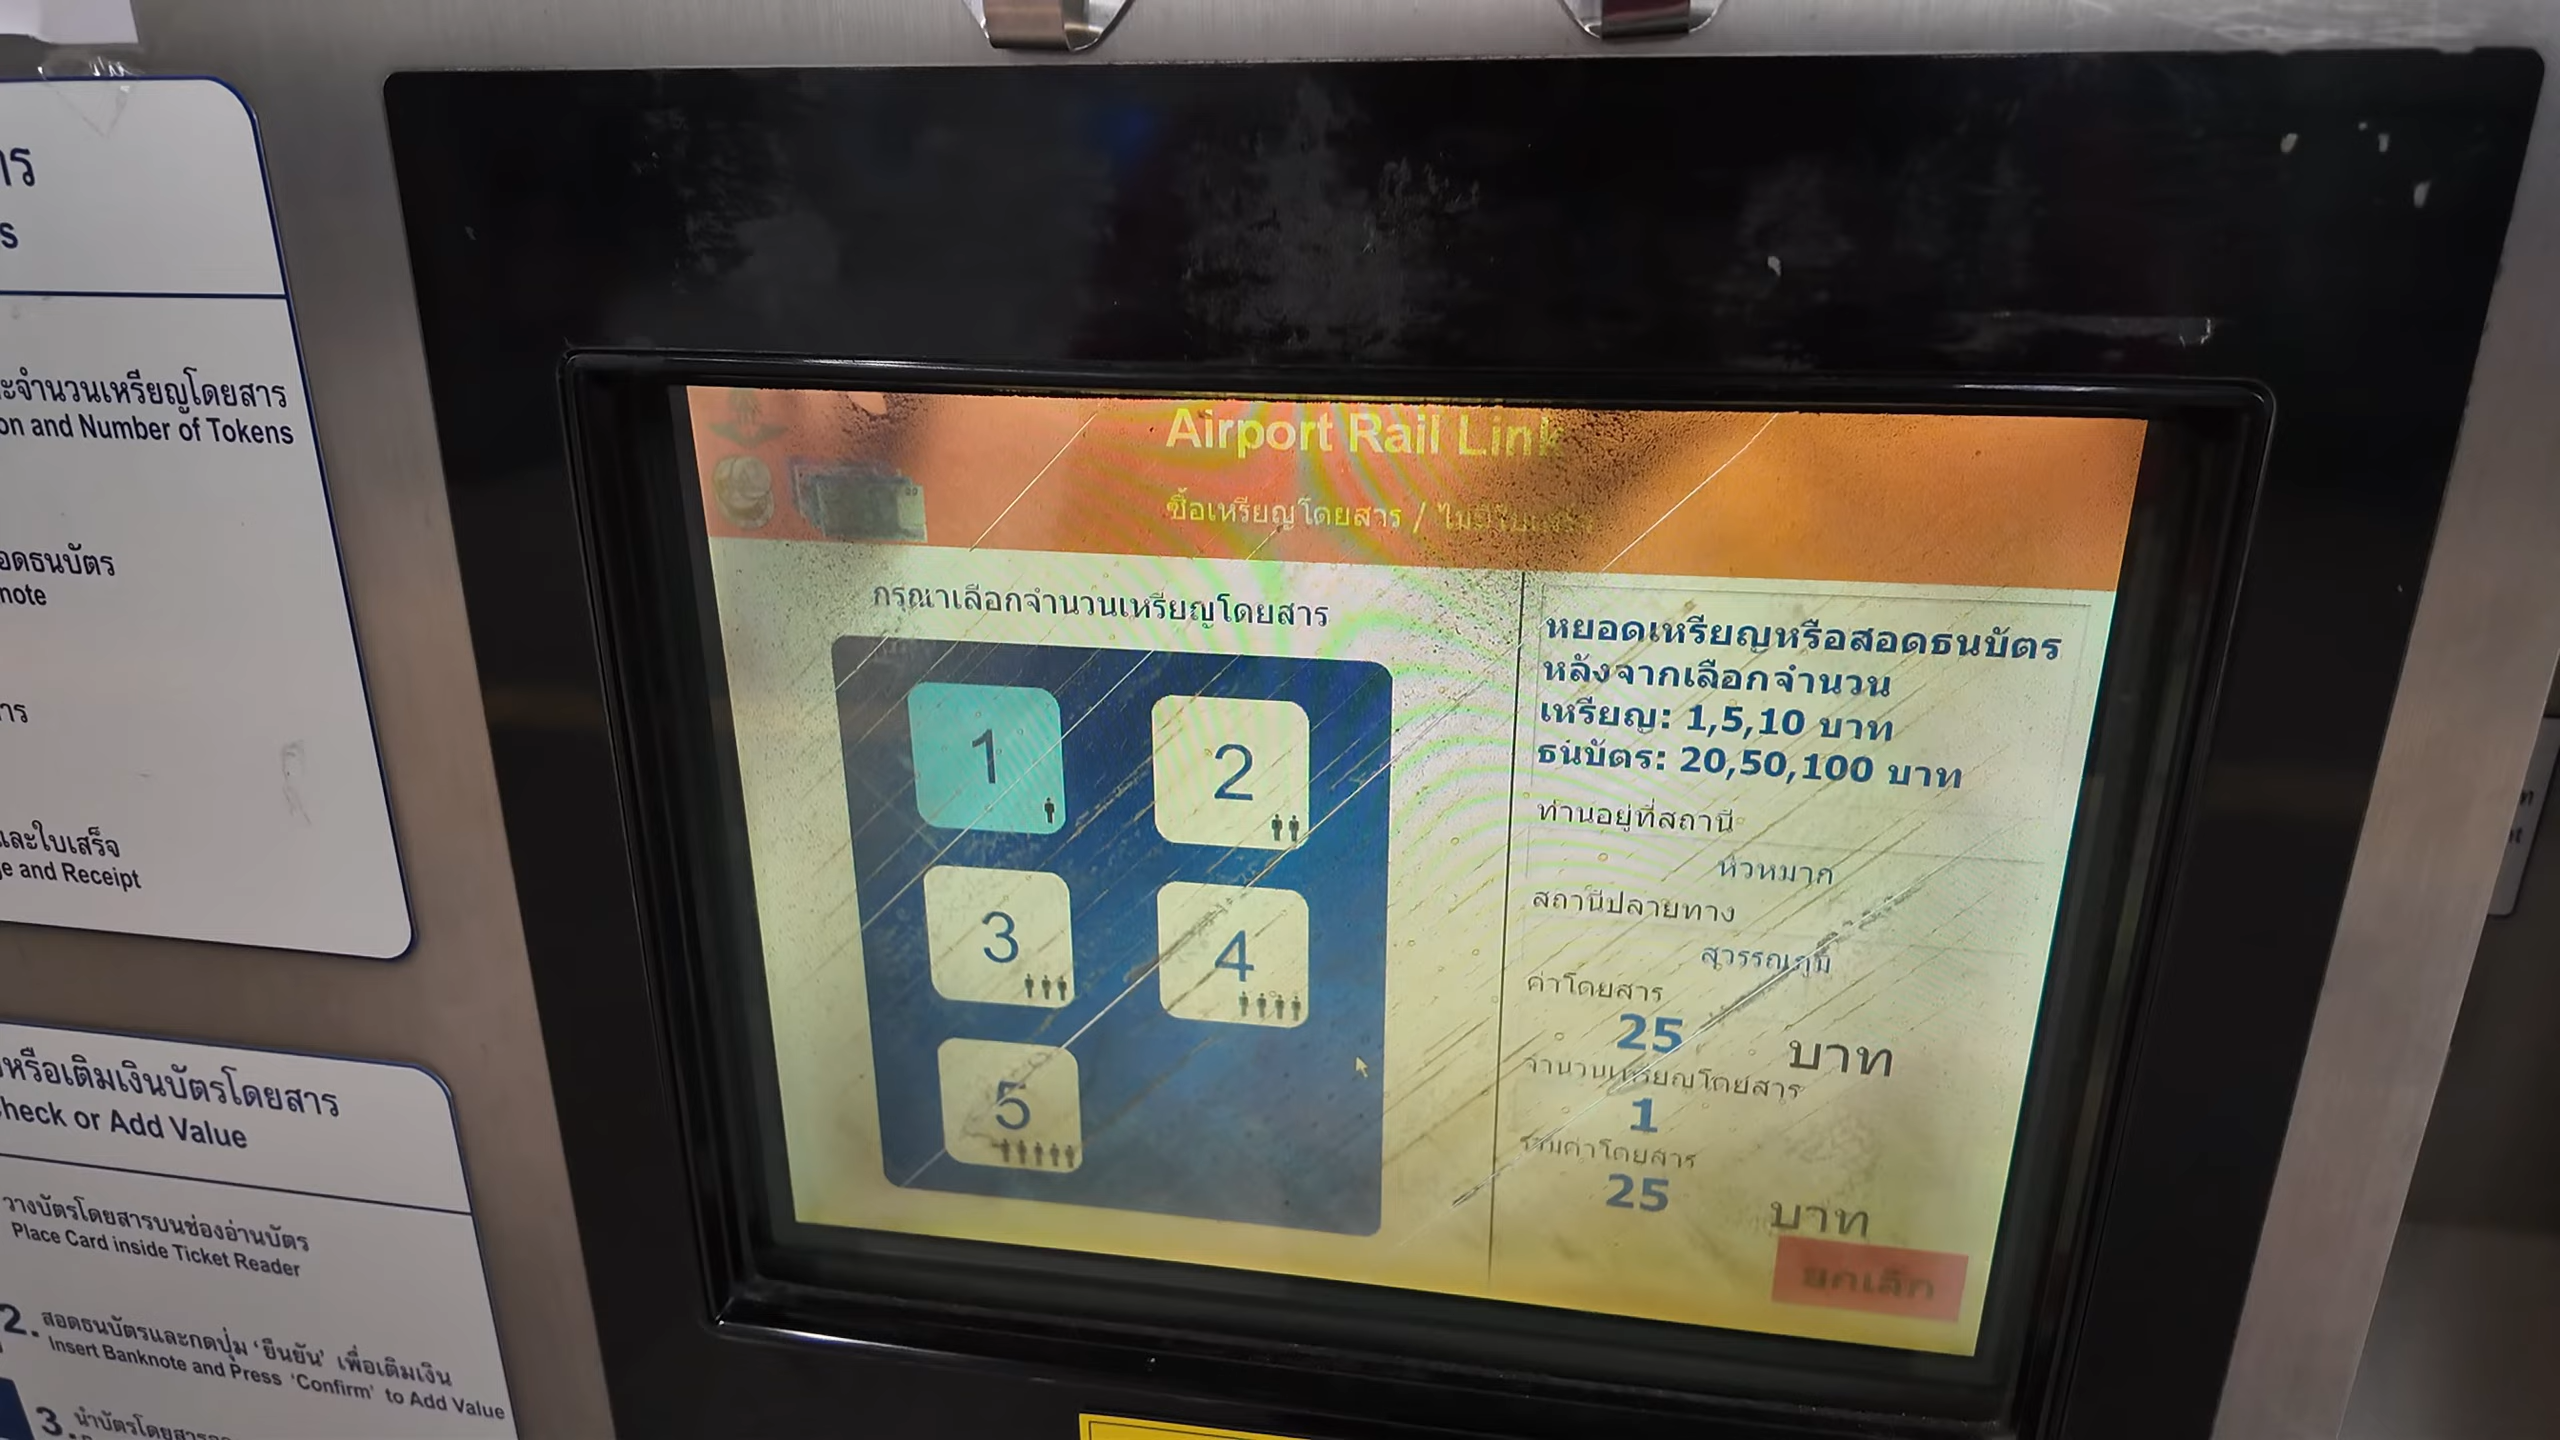 ร
s
ะจำนวนเหรียญโดยสาร
on and Number of Tokens
อดธนบัตร
note
าร
และใบเสร็จ
e and Receipt
หรือเติมเงินบัตรโดยสาร
Check or Add Value
วางบัตรโดยสารบนช่องอ่านบัตร
Place Card inside Ticket Reader
2. สอดธนบัตรและกดปุ่ม 'ยืนยัน' เพื่อเติมเงิน
Insert Banknote and Press 'Confirm' to Add Value
3.
Airport Rail Link
ซื้อเหรียญโดยสาร /
กรุณาเลือกจำนวนเหรียญโดยสาร
1
2
3
4
5
หยอดเหรียญหรือสอดธนบัตร
หลังจากเลือกจำนวน
เหรียญ: 1,5,10 บาท
ธนบัตร: 20,50,100 บาท
ท่านอยู่ที่สถานี
หัวหมาก
สถานีปลายทาง
สุวรรณภูมิ
ค่าโดยสาร
25 บาท
จำนวนเหรียญโดยสาร
1
รวมค่าโดยสาร
25 บาท
ยกเลิก